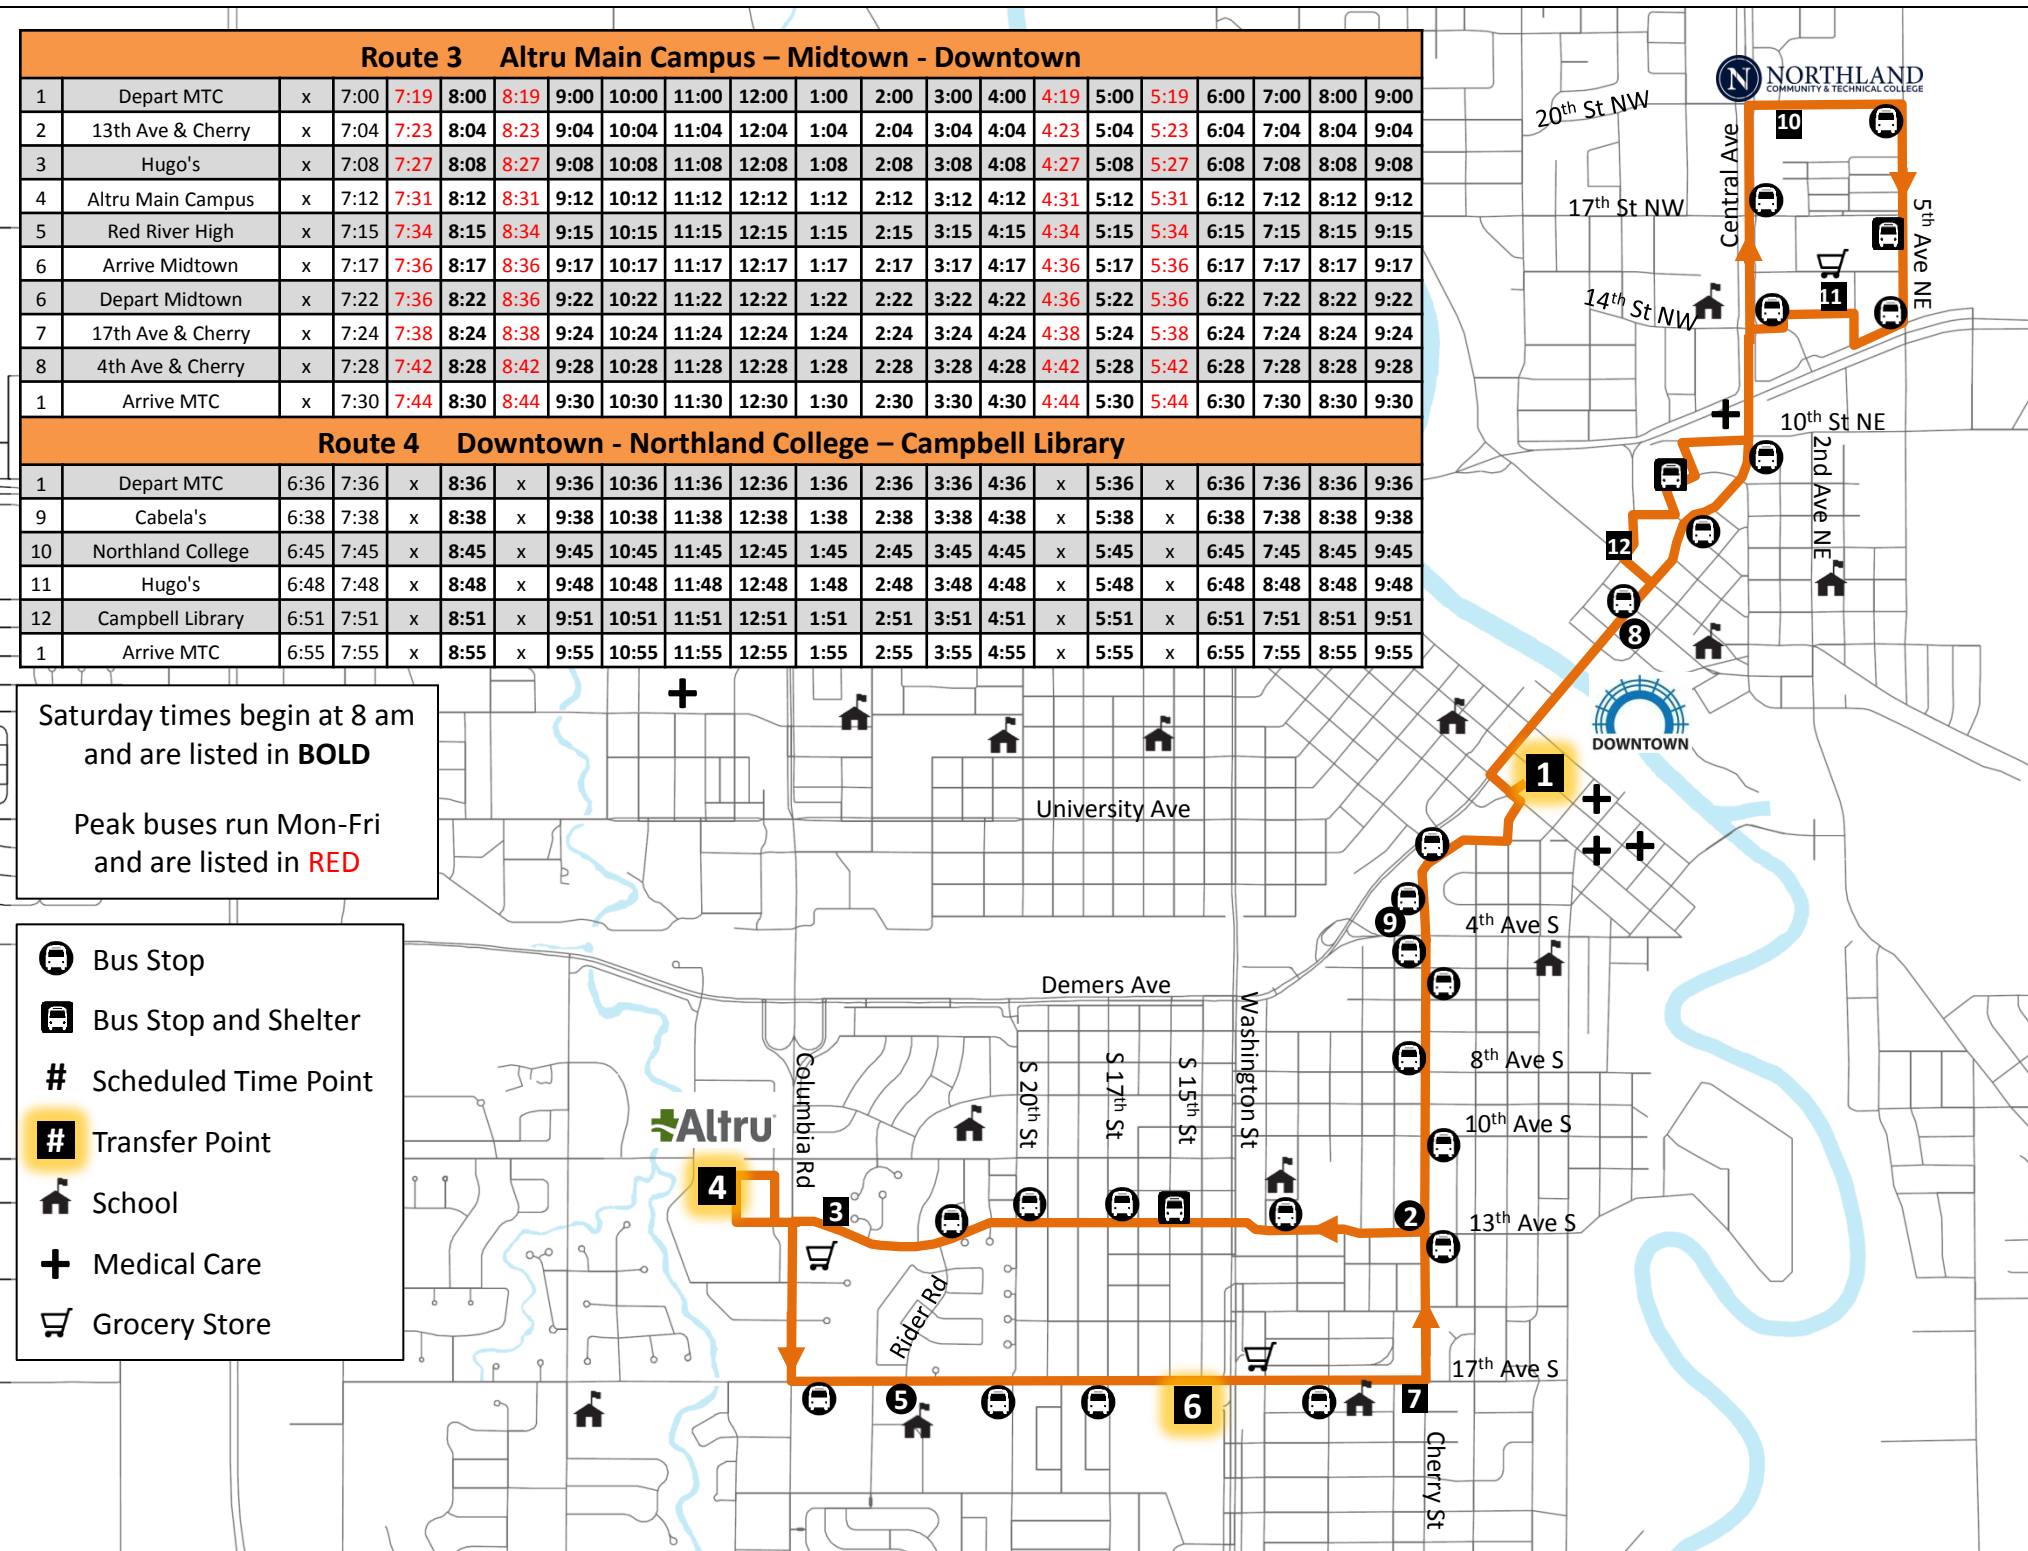 Route 3 Altru Main Campus – Midtown - Downtown
1 Depart MTC x 7:00 7:19 8:00 8:19 9:00 10:00 11:00 12:00 1:00 2:00 3:00 4:00 4:19 5:00 5:19 6:00 7:00 8:00 9:00
2 13th Ave & Cherry x 7:04 7:23 8:04 8:23 9:04 10:04 11:04 12:04 1:04 2:04 3:04 4:04 4:23 5:04 5:23 6:04 7:04 8:04 9:04
3 Hugo's x 7:08 7:27 8:08 8:27 9:08 10:08 11:08 12:08 1:08 2:08 3:08 4:08 4:27 5:08 5:27 6:08 7:08 8:08 9:08
4 Altru Main Campus x 7:12 7:31 8:12 8:31 9:12 10:12 11:12 12:12 1:12 2:12 3:12 4:12 4:31 5:12 5:31 6:12 7:12 8:12 9:12
5 Red River High x 7:15 7:34 8:15 8:34 9:15 10:15 11:15 12:15 1:15 2:15 3:15 4:15 4:34 5:15 5:34 6:15 7:15 8:15 9:15
6 Arrive Midtown x 7:17 7:36 8:17 8:36 9:17 10:17 11:17 12:17 1:17 2:17 3:17 4:17 4:36 5:17 5:36 6:17 7:17 8:17 9:17
6 Depart Midtown x 7:22 7:36 8:22 8:36 9:22 10:22 11:22 12:22 1:22 2:22 3:22 4:22 4:36 5:22 5:36 6:22 7:22 8:22 9:22
7 17th Ave & Cherry x 7:24 7:38 8:24 8:38 9:24 10:24 11:24 12:24 1:24 2:24 3:24 4:24 4:38 5:24 5:38 6:24 7:24 8:24 9:24
8 4th Ave & Cherry x 7:28 7:42 8:28 8:42 9:28 10:28 11:28 12:28 1:28 2:28 3:28 4:28 4:42 5:28 5:42 6:28 7:28 8:28 9:28
1 Arrive MTC x 7:30 7:44 8:30 8:44 9:30 10:30 11:30 12:30 1:30 2:30 3:30 4:30 4:44 5:30 5:44 6:30 7:30 8:30 9:30
Route 4 Downtown - Northland College – Campbell Library
1 Depart MTC 6:36 7:36 x 8:36 x 9:36 10:36 11:36 12:36 1:36 2:36 3:36 4:36 x 5:36 x 6:36 7:36 8:36 9:36
9 Cabela's 6:38 7:38 x 8:38 x 9:38 10:38 11:38 12:38 1:38 2:38 3:38 4:38 x 5:38 x 6:38 7:38 8:38 9:38
10 Northland College 6:45 7:45 x 8:45 x 9:45 10:45 11:45 12:45 1:45 2:45 3:45 4:45 x 5:45 x 6:45 7:45 8:45 9:45
11 Hugo's 6:48 7:48 x 8:48 x 9:48 10:48 11:48 12:48 1:48 2:48 3:48 4:48 x 5:48 x 6:48 8:48 8:48 9:48
12 Campbell Library 6:51 7:51 x 8:51 x 9:51 10:51 11:51 12:51 1:51 2:51 3:51 4:51 x 5:51 x 6:51 7:51 8:51 9:51
1 Arrive MTC 6:55 7:55 x 8:55 x 9:55 10:55 11:55 12:55 1:55 2:55 3:55 4:55 x 5:55 x 6:55 7:55 8:55 9:55
Saturday times begin at 8 am
and are listed in BOLD
Peak buses run Mon-Fri
and are listed in RED
Bus Stop
Bus Stop and Shelter
# Scheduled Time Point
# Transfer Point
School
Medical Care
Grocery Store
N NORTHLAND
COMMUNITY & TECHNICAL COLLEGE
20th St NW
10
Central Ave
17th St NW
5th Ave NE
11
14th St NW
10th St NE
2nd Ave NE
12
8
DOWNTOWN
1
University Ave
9
4th Ave S
Demers Ave
Washington St
8th Ave S
Columbia Rd
S 20th St
S 17th St
S 15th St
10th Ave S
Altru
4
3
2
13th Ave S
Rider Rd
17th Ave S
5
6
7
Cherry St